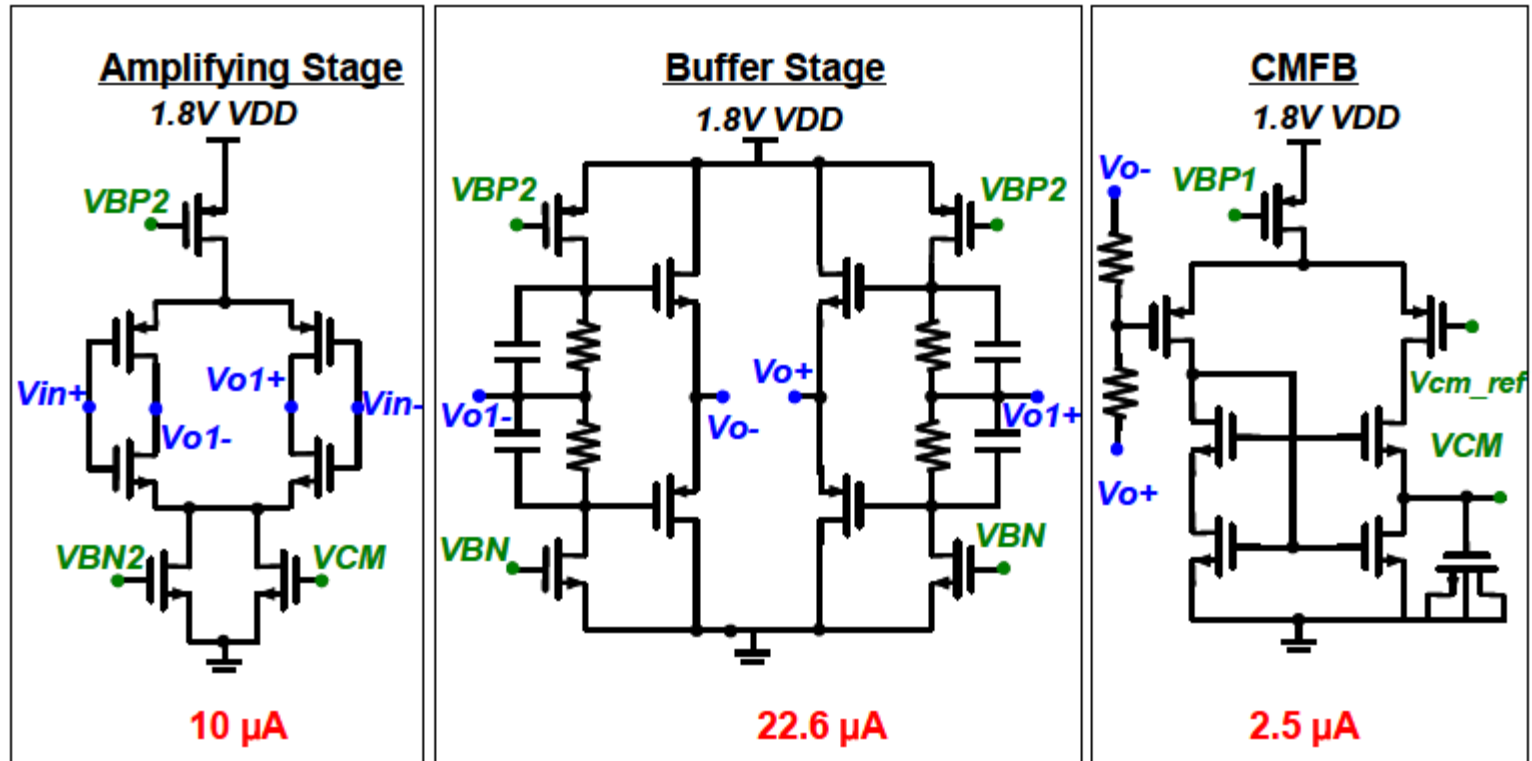 Amplifying Stage
1.8V VDD
VBP2
Vin+
Vo1+
Vin-
Vo1-
VBN2
VCM
10 µA
Buffer Stage
1.8V VDD
VBP2
VBP2
Vo1-
Vo-
Vo+
Vo1+
VBN
VBN
22.6 µA
CMFB
1.8V VDD
Vo-
VBP1
Vcm_ref
VCM
Vo+
2.5 µA